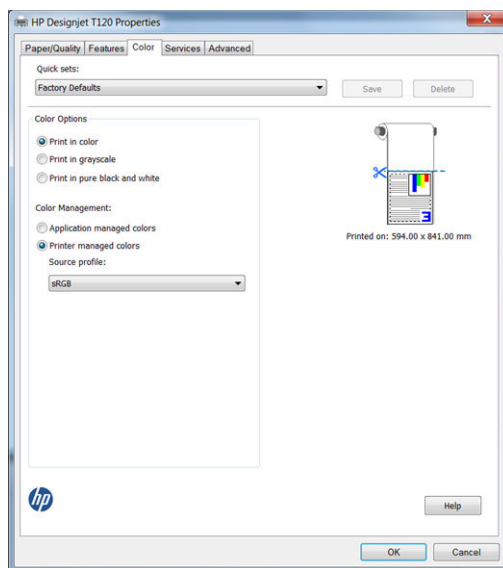 HP Designjet T120 Properties
Paper/Quality Features Color Services Advanced
Quick sets:
Factory Defaults
Save Delete
Color Options
Print in color
Print in grayscale
Print in pure black and white
Color Management:
Application managed colors
Printer managed colors
Source profile:
sRGB
3
Printed on: 594.00 x 841.00 mm
hp
Help
OK Cancel